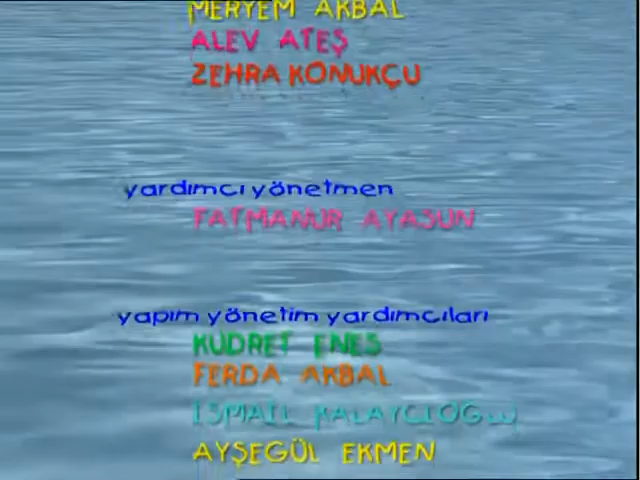 MERYEM AKBAL
ALEV ATEŞ
ZEHRA KONUKÇU
yardımcı yönetmen
FATMANUR AYASUN
yapım yönetim yardımcıları
KUDRET ENES
FERDA AKBAL
İSMAİL KALAYCIOĞLU
AYŞEGÜL EKMEN